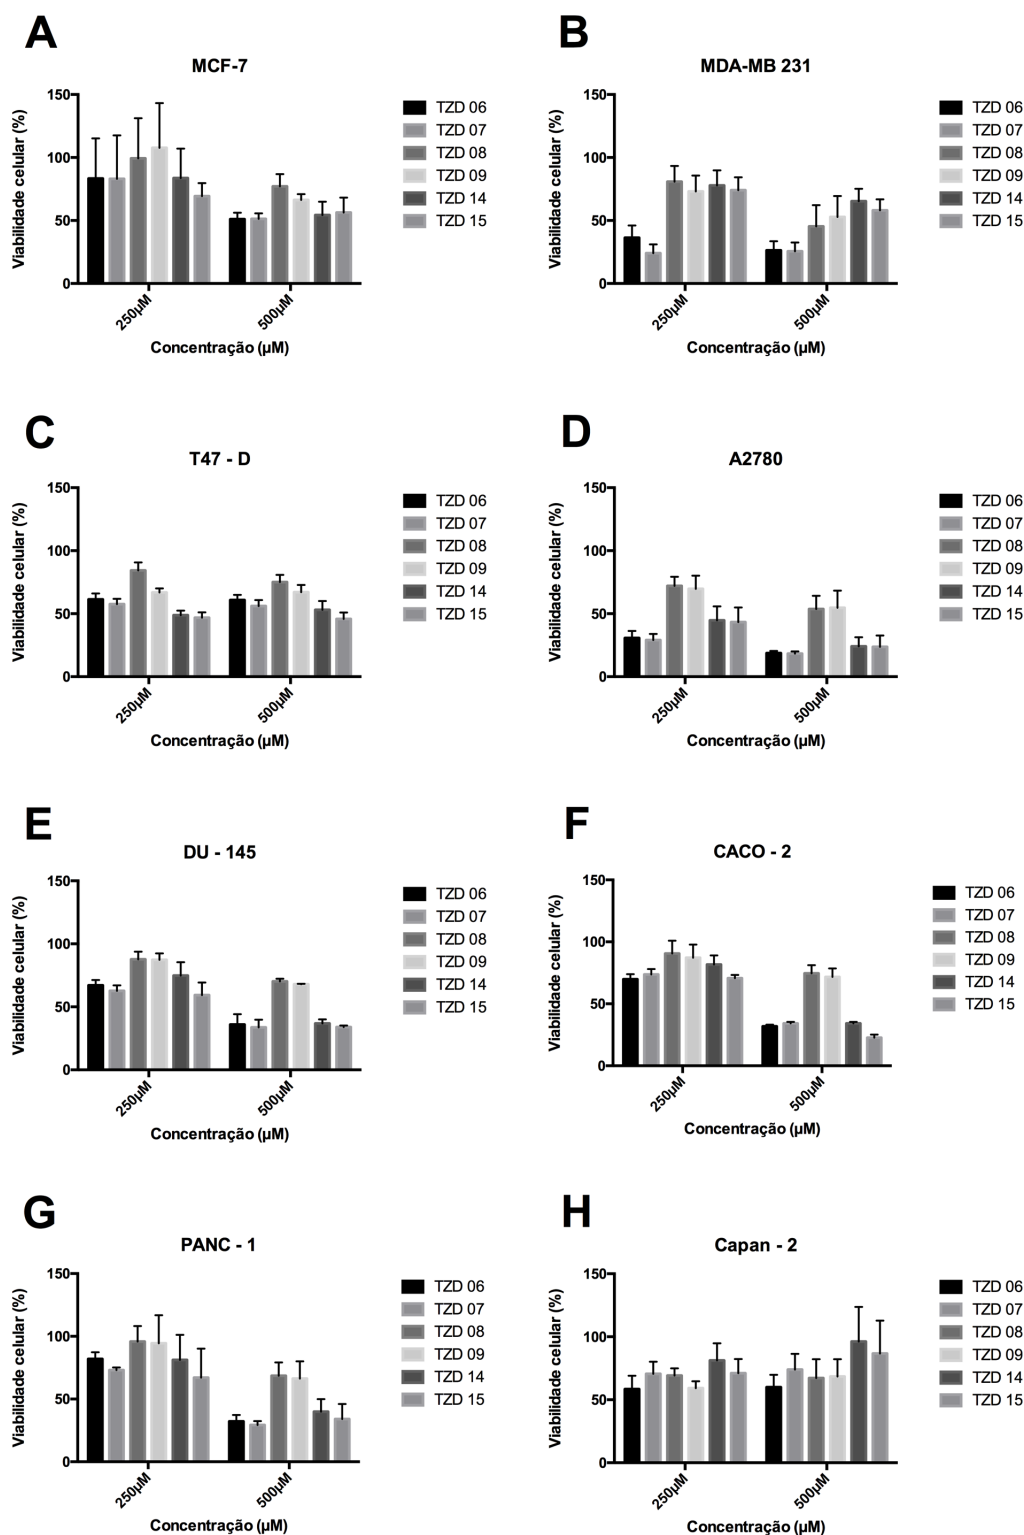 A
MCF-7
Viabilidade celular (%)
150
100
50
0
250µM
500µM
Concentração (µM)
TZD 06
TZD 07
TZD 08
TZD 09
TZD 14
TZD 15
B
MDA-MB 231
Viabilidade celular (%)
150
100
50
0
250µM
500µM
Concentração (µM)
TZD 06
TZD 07
TZD 08
TZD 09
TZD 14
TZD 15
C
T47 - D
Viabilidade celular (%)
150
100
50
0
250µM
500µM
Concentração (µM)
TZD 06
TZD 07
TZD 08
TZD 09
TZD 14
TZD 15
D
A2780
Viabilidade celular (%)
150
100
50
0
250µM
500µM
Concentração (µM)
TZD 06
TZD 07
TZD 08
TZD 09
TZD 14
TZD 15
E
DU - 145
Viabilidade celular (%)
150
100
50
0
250µM
500µM
Concentração (µM)
TZD 06
TZD 07
TZD 08
TZD 09
TZD 14
TZD 15
F
CACO - 2
Viabilidade celular (%)
150
100
50
0
250µM
500µM
Concentração (µM)
TZD 06
TZD 07
TZD 08
TZD 09
TZD 14
TZD 15
G
PANC - 1
Viabilidade celular (%)
150
100
50
0
250µM
500µM
Concentração (µM)
TZD 06
TZD 07
TZD 08
TZD 09
TZD 14
TZD 15
H
Capan - 2
Viabilidade celular (%)
150
100
50
0
250µM
500µM
Concentração (µM)
TZD 06
TZD 07
TZD 08
TZD 09
TZD 14
TZD 15